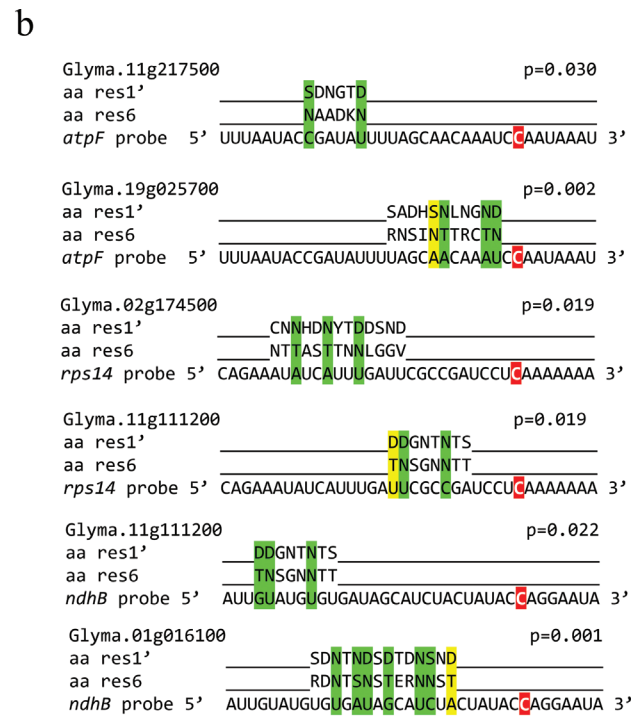 b
Glyma.11g217500 p=0.030
aa res1’ SDNGTD
aa res6 NAADKN
atpF probe 5’ UUUAAUACCGAUAUUUUAGCAACAAAUCCAAUAAAU 3’
Glyma.19g025700 p=0.002
aa res1’ SADHSNLNGND
aa res6 RNSINTTRCTN
atpF probe 5’ UUUAAUACCGAUAUUUUAGCAACAAAUCCAAUAAAU 3’
Glyma.02g174500 p=0.019
aa res1’ CNNHDNYTDDSND
aa res6 NTTASTTNNLGGV
rps14 probe 5’ CAGAAAUAUCAUUUGAUUCGCCGAUCCUCAAAAAAA 3’
Glyma.11g111200 p=0.019
aa res1’ DDGNTNTS
aa res6 TNSGNNTT
rps14 probe 5’ CAGAAAUAUCAUUUGAUUCGCCGAUCCUCAAAAAAA 3’
Glyma.11g111200 p=0.022
aa res1’ DDGNTNTS
aa res6 TNSGNNTT
ndhB probe 5’ AUUGUAUGUGUGAUAGCAUCUACUAUACCAGGAAUA 3’
Glyma.01g016100 p=0.001
aa res1’ SDNTNDSDTDNSND
aa res6 RDNTSNSTERNNST
ndhB probe 5’ AUUGUAUGUGUGAUAGCAUCUACUAUACCAGGAAUA 3’